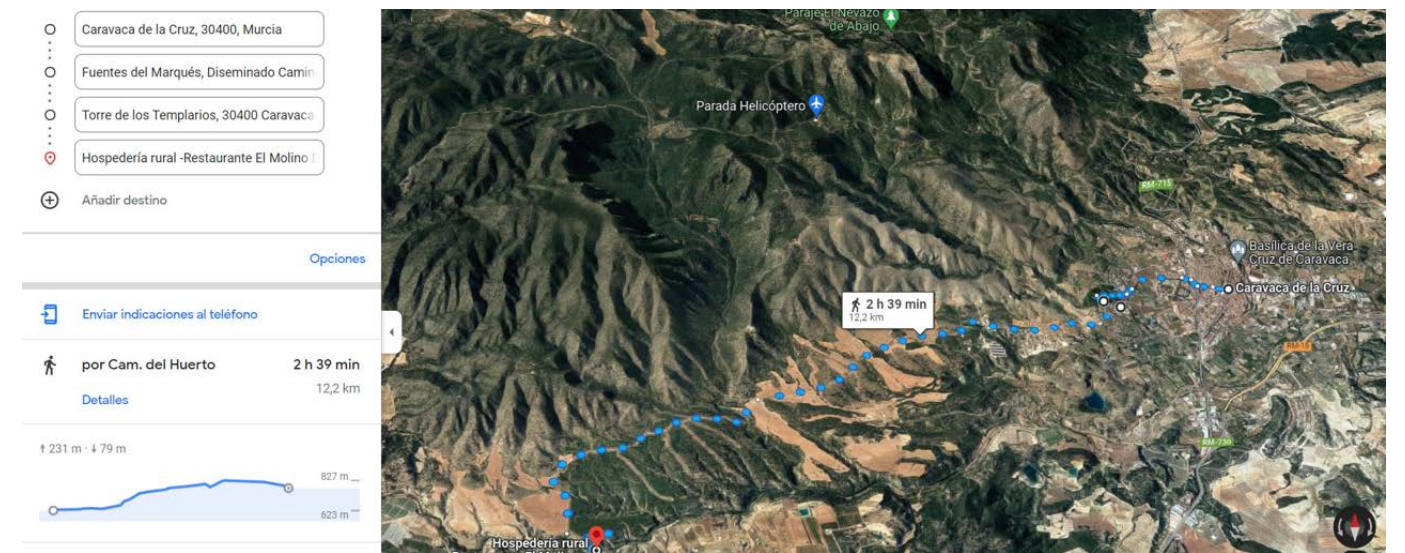 Caravaca de la Cruz, 30400, Murcia
Fuentes del Marqués, Diseminado Camin
Torre de los Templarios, 30400 Caravaca
Hospedería rural -Restaurante El Molino
Añadir destino
Opciones
Enviar indicaciones al teléfono
por Cam. del Huerto
2 h 39 min
12,2 km
Detalles
↑ 231 m · ↓ 79 m
827 m
623 m
Paraje El Nevazo
de Abajo
Parada Helicóptero
RM-715
Basílica de la Vera
Cruz de Caravaca
Caravaca de la Cruz
2 h 39 min
12,2 km
RM-15
RM-730
Hospedería rural